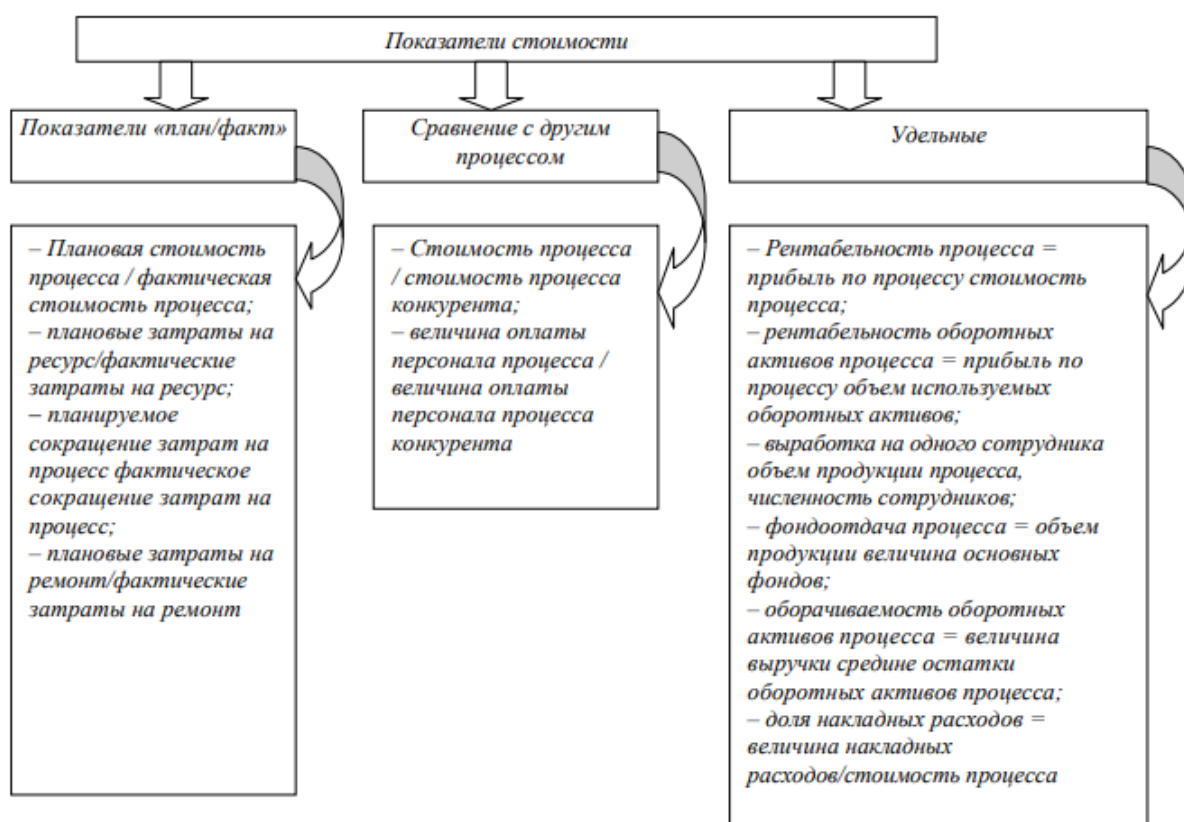 Показатели стоимости
Показатели «план/факт»
Сравнение с другим
процессом
Удельные
– Плановая стоимость
процесса / фактическая
стоимость процесса;
– плановые затраты на
ресурс/фактические
затраты на ресурс;
– планируемое
сокращение затрат на
процесс фактическое
сокращение затрат на
процесс;
– плановые затраты на
ремонт/фактические
затраты на ремонт
– Стоимость процесса
/ стоимость процесса
конкурента;
– величина оплаты
персонала процесса /
величина оплаты
персонала процесса
конкурента
– Рентабельность процесса =
прибыль по процессу стоимость
процесса;
– рентабельность оборотных
активов процесса = прибыль по
процессу объем используемых
оборотных активов;
– выработка на одного сотрудника
объем продукции процесса,
численность сотрудников;
– фондоотдача процесса = объем
продукции величина основных
фондов;
– оборачиваемость оборотных
активов процесса = величина
выручки средине остатки
оборотных активов процесса;
– доля накладных расходов =
величина накладных
расходов/стоимость процесса